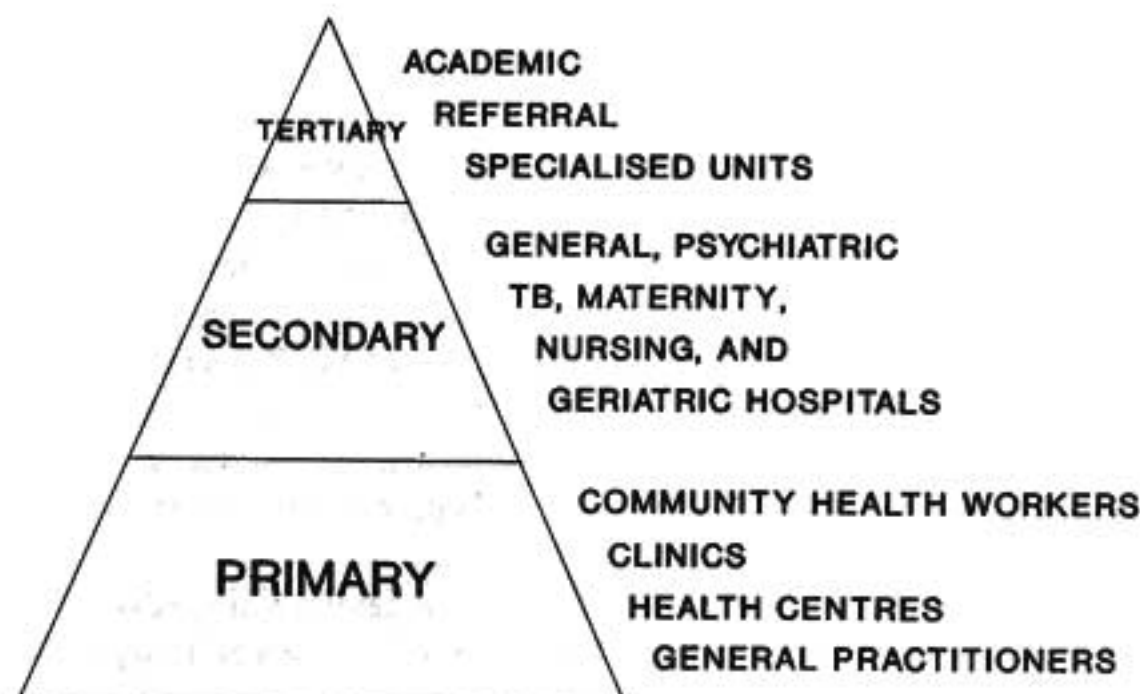 ACADEMIC
REFERRAL
TERTIARY
SPECIALISED UNITS
GENERAL, PSYCHIATRIC
TB, MATERNITY,
SECONDARY
NURSING, AND
GERIATRIC HOSPITALS
COMMUNITY HEALTH WORKERS
CLINICS
PRIMARY
HEALTH CENTRES
GENERAL PRACTITIONERS